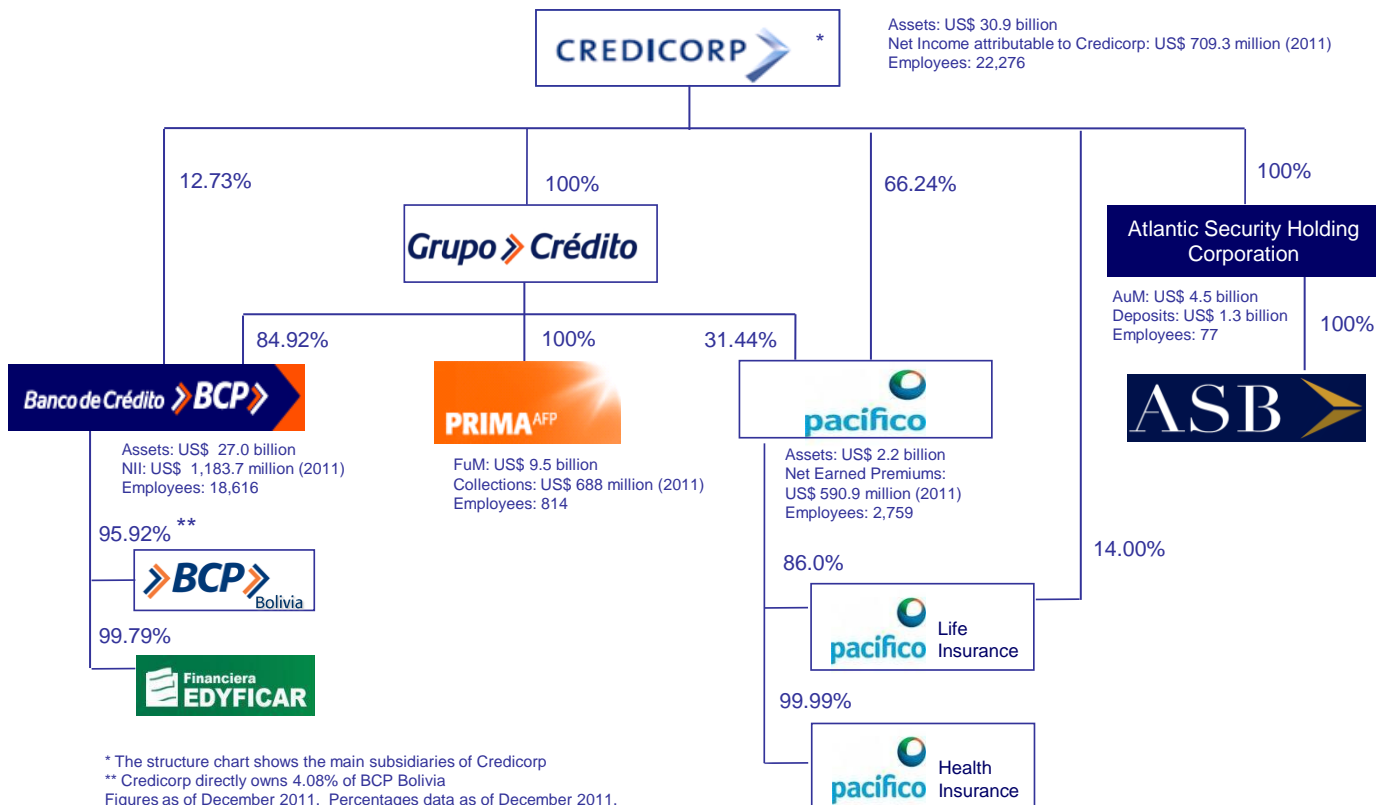 CREDICORP *
Assets: US$ 30.9 billion
Net Income attributable to Credicorp: US$ 709.3 million (2011)
Employees: 22,276
12.73%
100%
66.24%
100%
Grupo Crédito
Atlantic Security Holding
Corporation
AuM: US$ 4.5 billion
Deposits: US$ 1.3 billion
Employees: 77
100%
84.92%
100%
31.44%
Banco de Crédito BCP
PRIMA AFP
pacífico
ASB
Assets: US$ 27.0 billion
NII: US$ 1,183.7 million (2011)
Employees: 18,616
FuM: US$ 9.5 billion
Collections: US$ 688 million (2011)
Employees: 814
Assets: US$ 2.2 billion
Net Earned Premiums:
US$ 590.9 million (2011)
Employees: 2,759
95.92% **
86.0%
14.00%
BCP
Bolivia
pacífico
Life
Insurance
99.79%
Financiera
EDYFICAR
99.99%
pacífico
Health
Insurance
* The structure chart shows the main subsidiaries of Credicorp
** Credicorp directly owns 4.08% of BCP Bolivia
Figures as of December 2011. Percentages data as of December 2011.